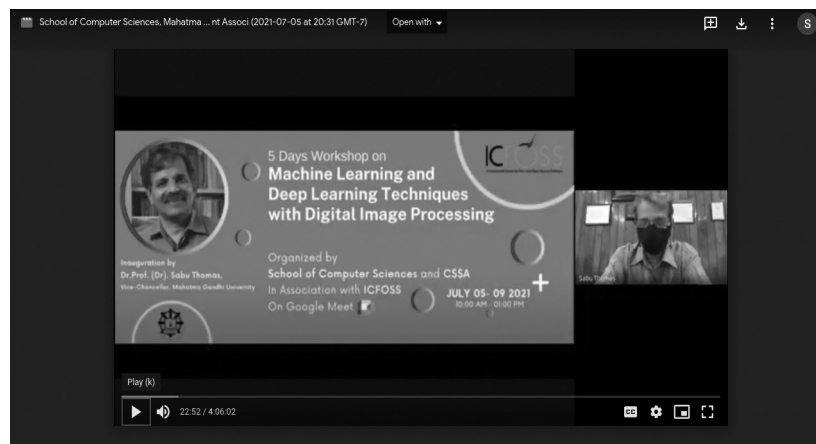 School of Computer Sciences, Mahatma ... nt Associ (2021-07-05 at 20:31 GMT-7)
Open with
S
5 Days Workshop on
Machine Learning and
Deep Learning Techniques
with Digital Image Processing
ICFOSS
Inauguration by
Dr.Prof. (Dr). Sabu Thomas,
Vice-Chancellor, Mahatma Gandhi University
Organized by
School of Computer Sciences and CSSA
In Association with ICFOSS
On Google Meet
JULY 05- 09 2021
10:00 AM - 01:00 PM
Sabu Thomas
Play (k)
22:52 / 4:06:02
CC